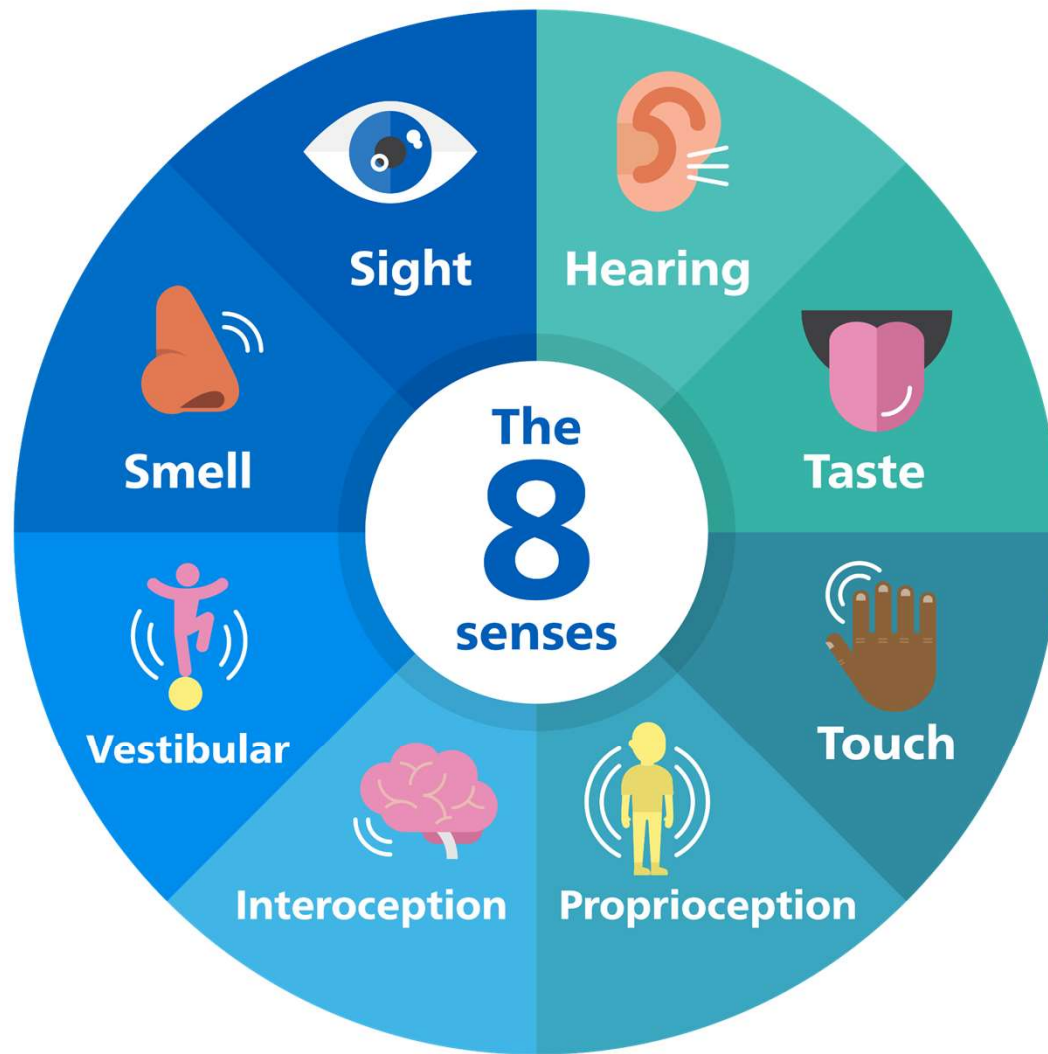 The
8
senses
Sight
Hearing
Taste
Touch
Proprioception
Interoception
Vestibular
Smell